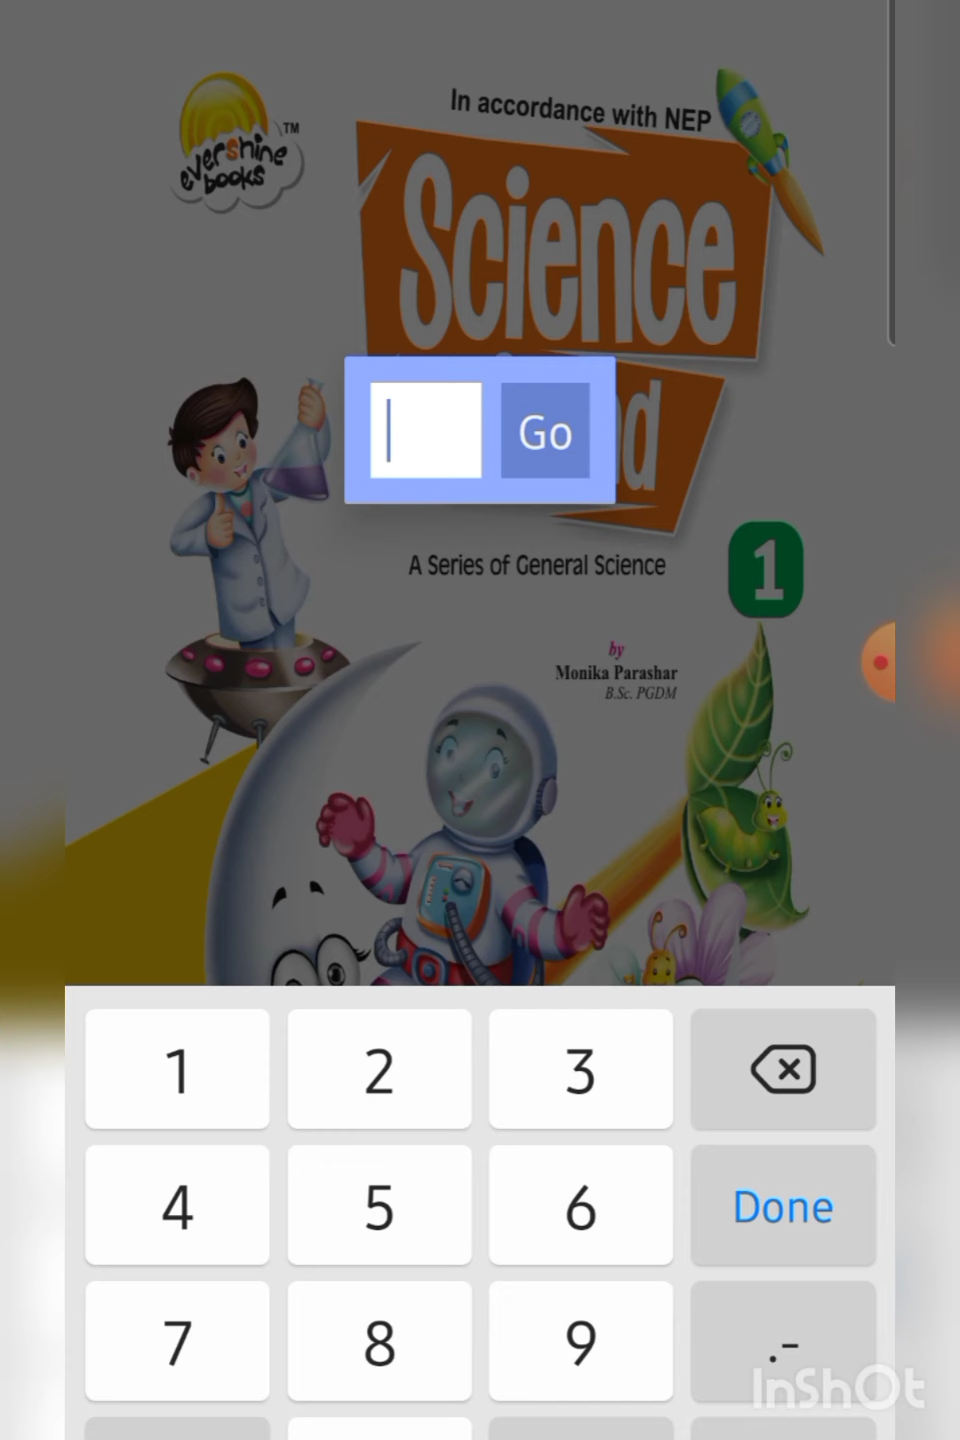 In accordance with NEP
evershine TM
books
Science
Go
A Series of General Science
1
by
Monika Parashar
B.Sc. PGDM
1 2 3
4 5 6 Done
7 8 9 .-
InShOt